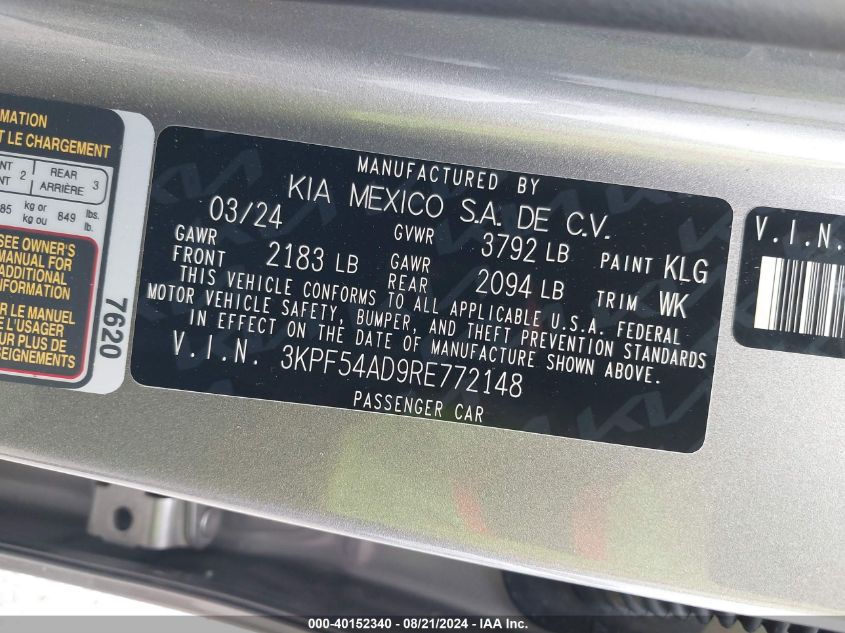 MATION
T LE CHARGEMENT
NT 2 REAR 3
NT ARRIÈRE
85 kg or 849 lbs.
kg ou lb.
SEE OWNER'S
MANUAL FOR
ADDITIONAL
INFORMATION
LE MANUEL
L'USAGER
PLUS DE
SEIGNEMENTS
7620
MANUFACTURED BY
KIA MEXICO S.A. DE C.V.
03/24
GAWR FRONT 2183 LB
GVWR 3792 LB
GAWR REAR 2094 LB
PAINT KLG
TRIM WK
THIS VEHICLE CONFORMS TO ALL APPLICABLE U.S.A. FEDERAL
MOTOR VEHICLE SAFETY, BUMPER, AND THEFT PREVENTION STANDARDS
IN EFFECT ON THE DATE OF MANUFACTURE SHOWN ABOVE.
V.I.N. 3KPF54AD9RE772148
PASSENGER CAR
V.I.N.
000-40152340 - 08/21/2024 - IAA Inc.